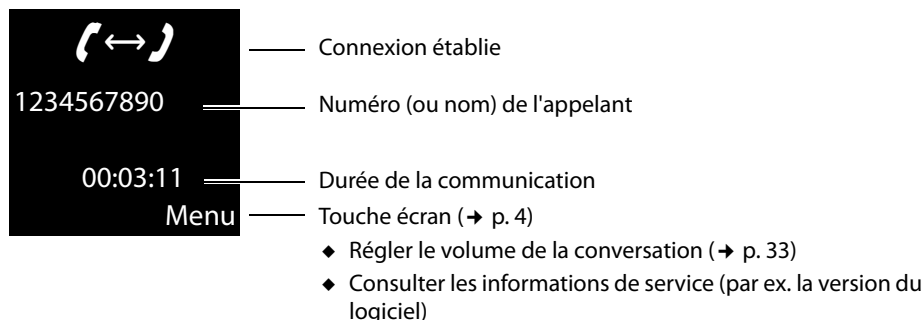 Connexion établie
1234567890
Numéro (ou nom) de l'appelant
00:03:11
Durée de la communication
Menu
Touche écran (➔ p. 4)
◆ Régler le volume de la conversation (➔ p. 33)
◆ Consulter les informations de service (par ex. la version du
logiciel)